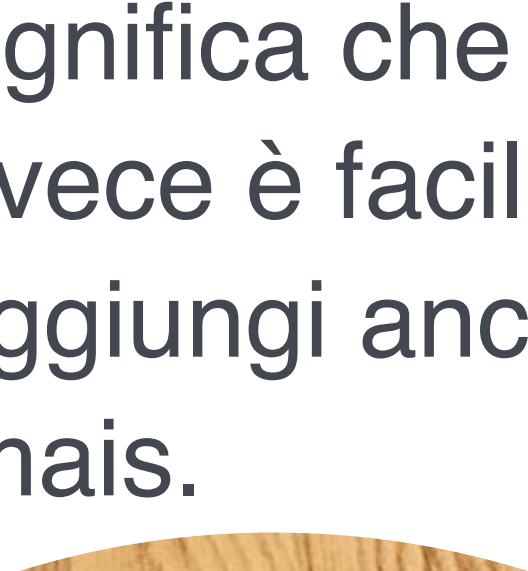 gnifica che
vece è facil
ggiungi anc
nais.